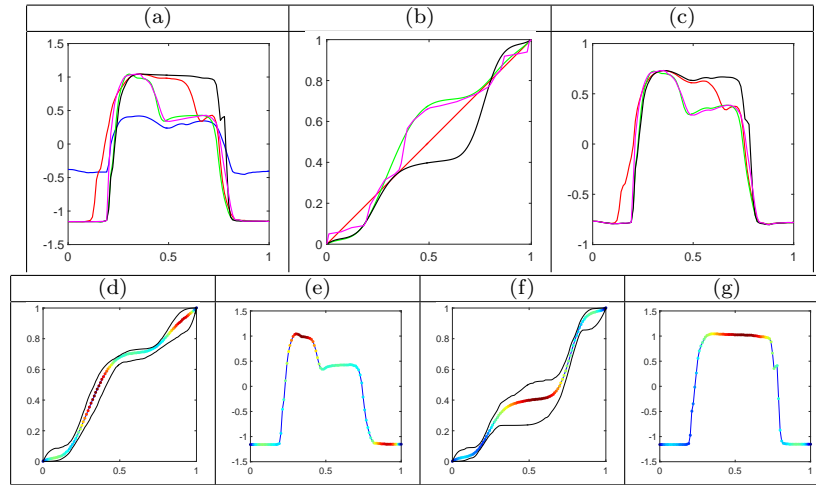 (a) (b) (c)
1.5 1 1
1 0.8
0.5 0.6 0.5
0 0
-0.5 0.4
-1 0.2 -0.5
-1.5 0 -1
0 0.5 1 0 0.5 1 0 0.5 1
(d) (e) (f) (g)
1 1.5 1 1.5
0.8 1 0.8 1
0.6 0.5 0.6 0.5
0.4 0 0.4 0
-0.5 -0.5
0.2 -1 0.2 -1
0 -1.5 0 -1.5
0 0.5 1 0 0.5 1 0 0.5 1 0 0.5 1